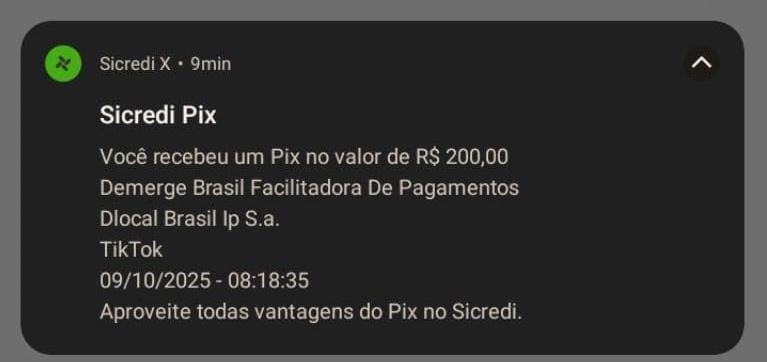 Sicredi X • 9min
Sicredi Pix
Você recebeu um Pix no valor de R$ 200,00
Demerge Brasil Facilitadora De Pagamentos
Dlocal Brasil Ip S.a.
TikTok
09/10/2025 - 08:18:35
Aproveite todas vantagens do Pix no Sicredi.